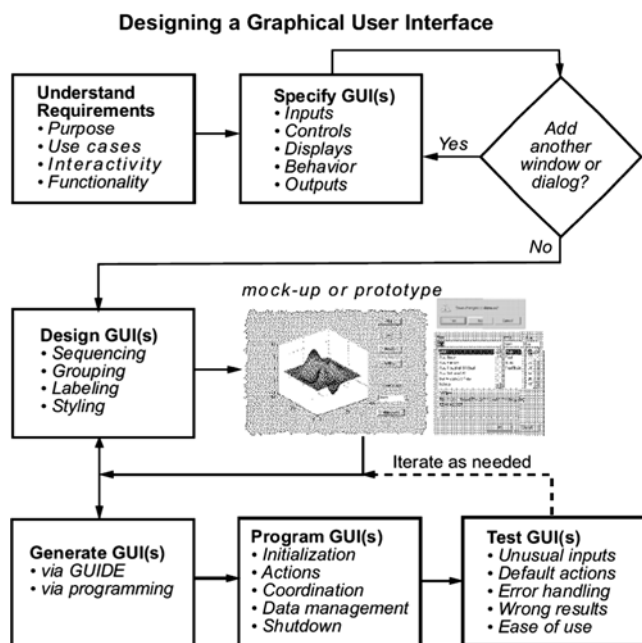 Designing a Graphical User Interface
Understand
Requirements
• Purpose
• Use cases
• Interactivity
• Functionality
Specify GUI(s)
• Inputs
• Controls
• Displays
• Behavior
• Outputs
Add
another
window or
dialog?
Yes
No
mock-up or prototype
Design GUI(s)
• Sequencing
• Grouping
• Labeling
• Styling
Iterate as needed
Generate GUI(s)
• via GUIDE
• via programming
Program GUI(s)
• Initialization
• Actions
• Coordination
• Data management
• Shutdown
Test GUI(s)
• Unusual inputs
• Default actions
• Error handling
• Wrong results
• Ease of use